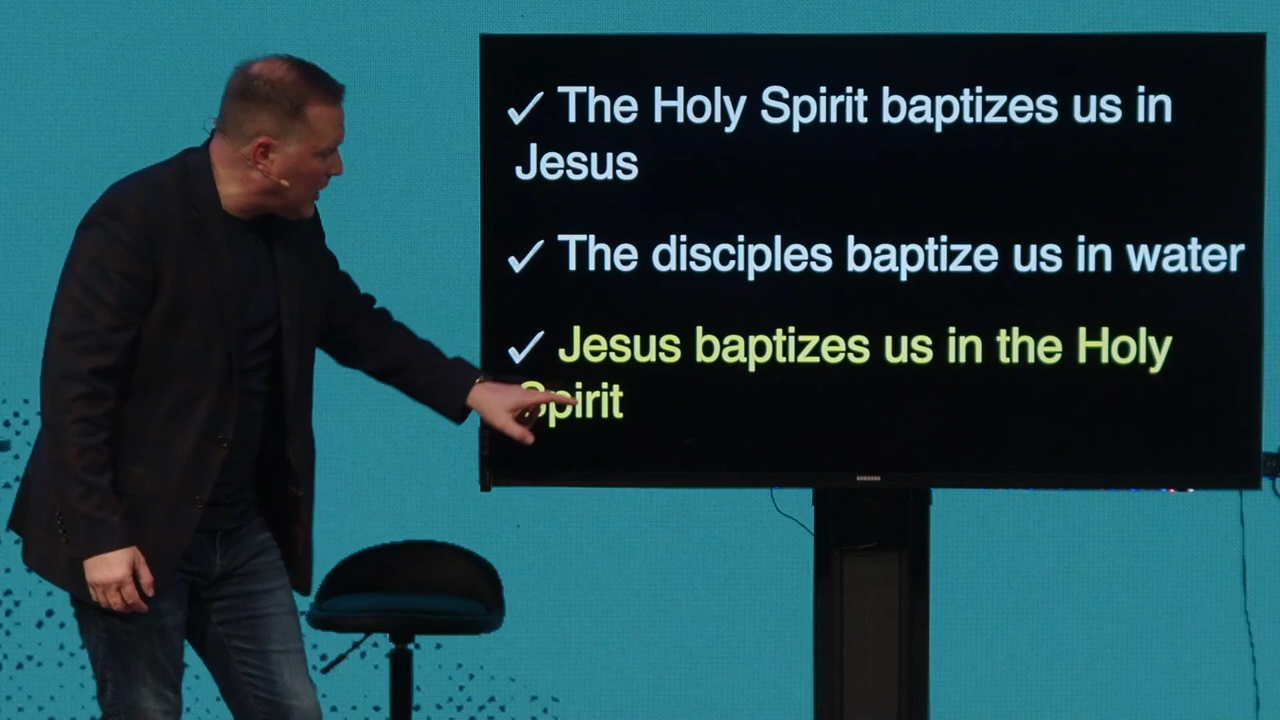 ✓ The Holy Spirit baptizes us in
Jesus
✓ The disciples baptize us in water
✓ Jesus baptizes us in the Holy
Spirit